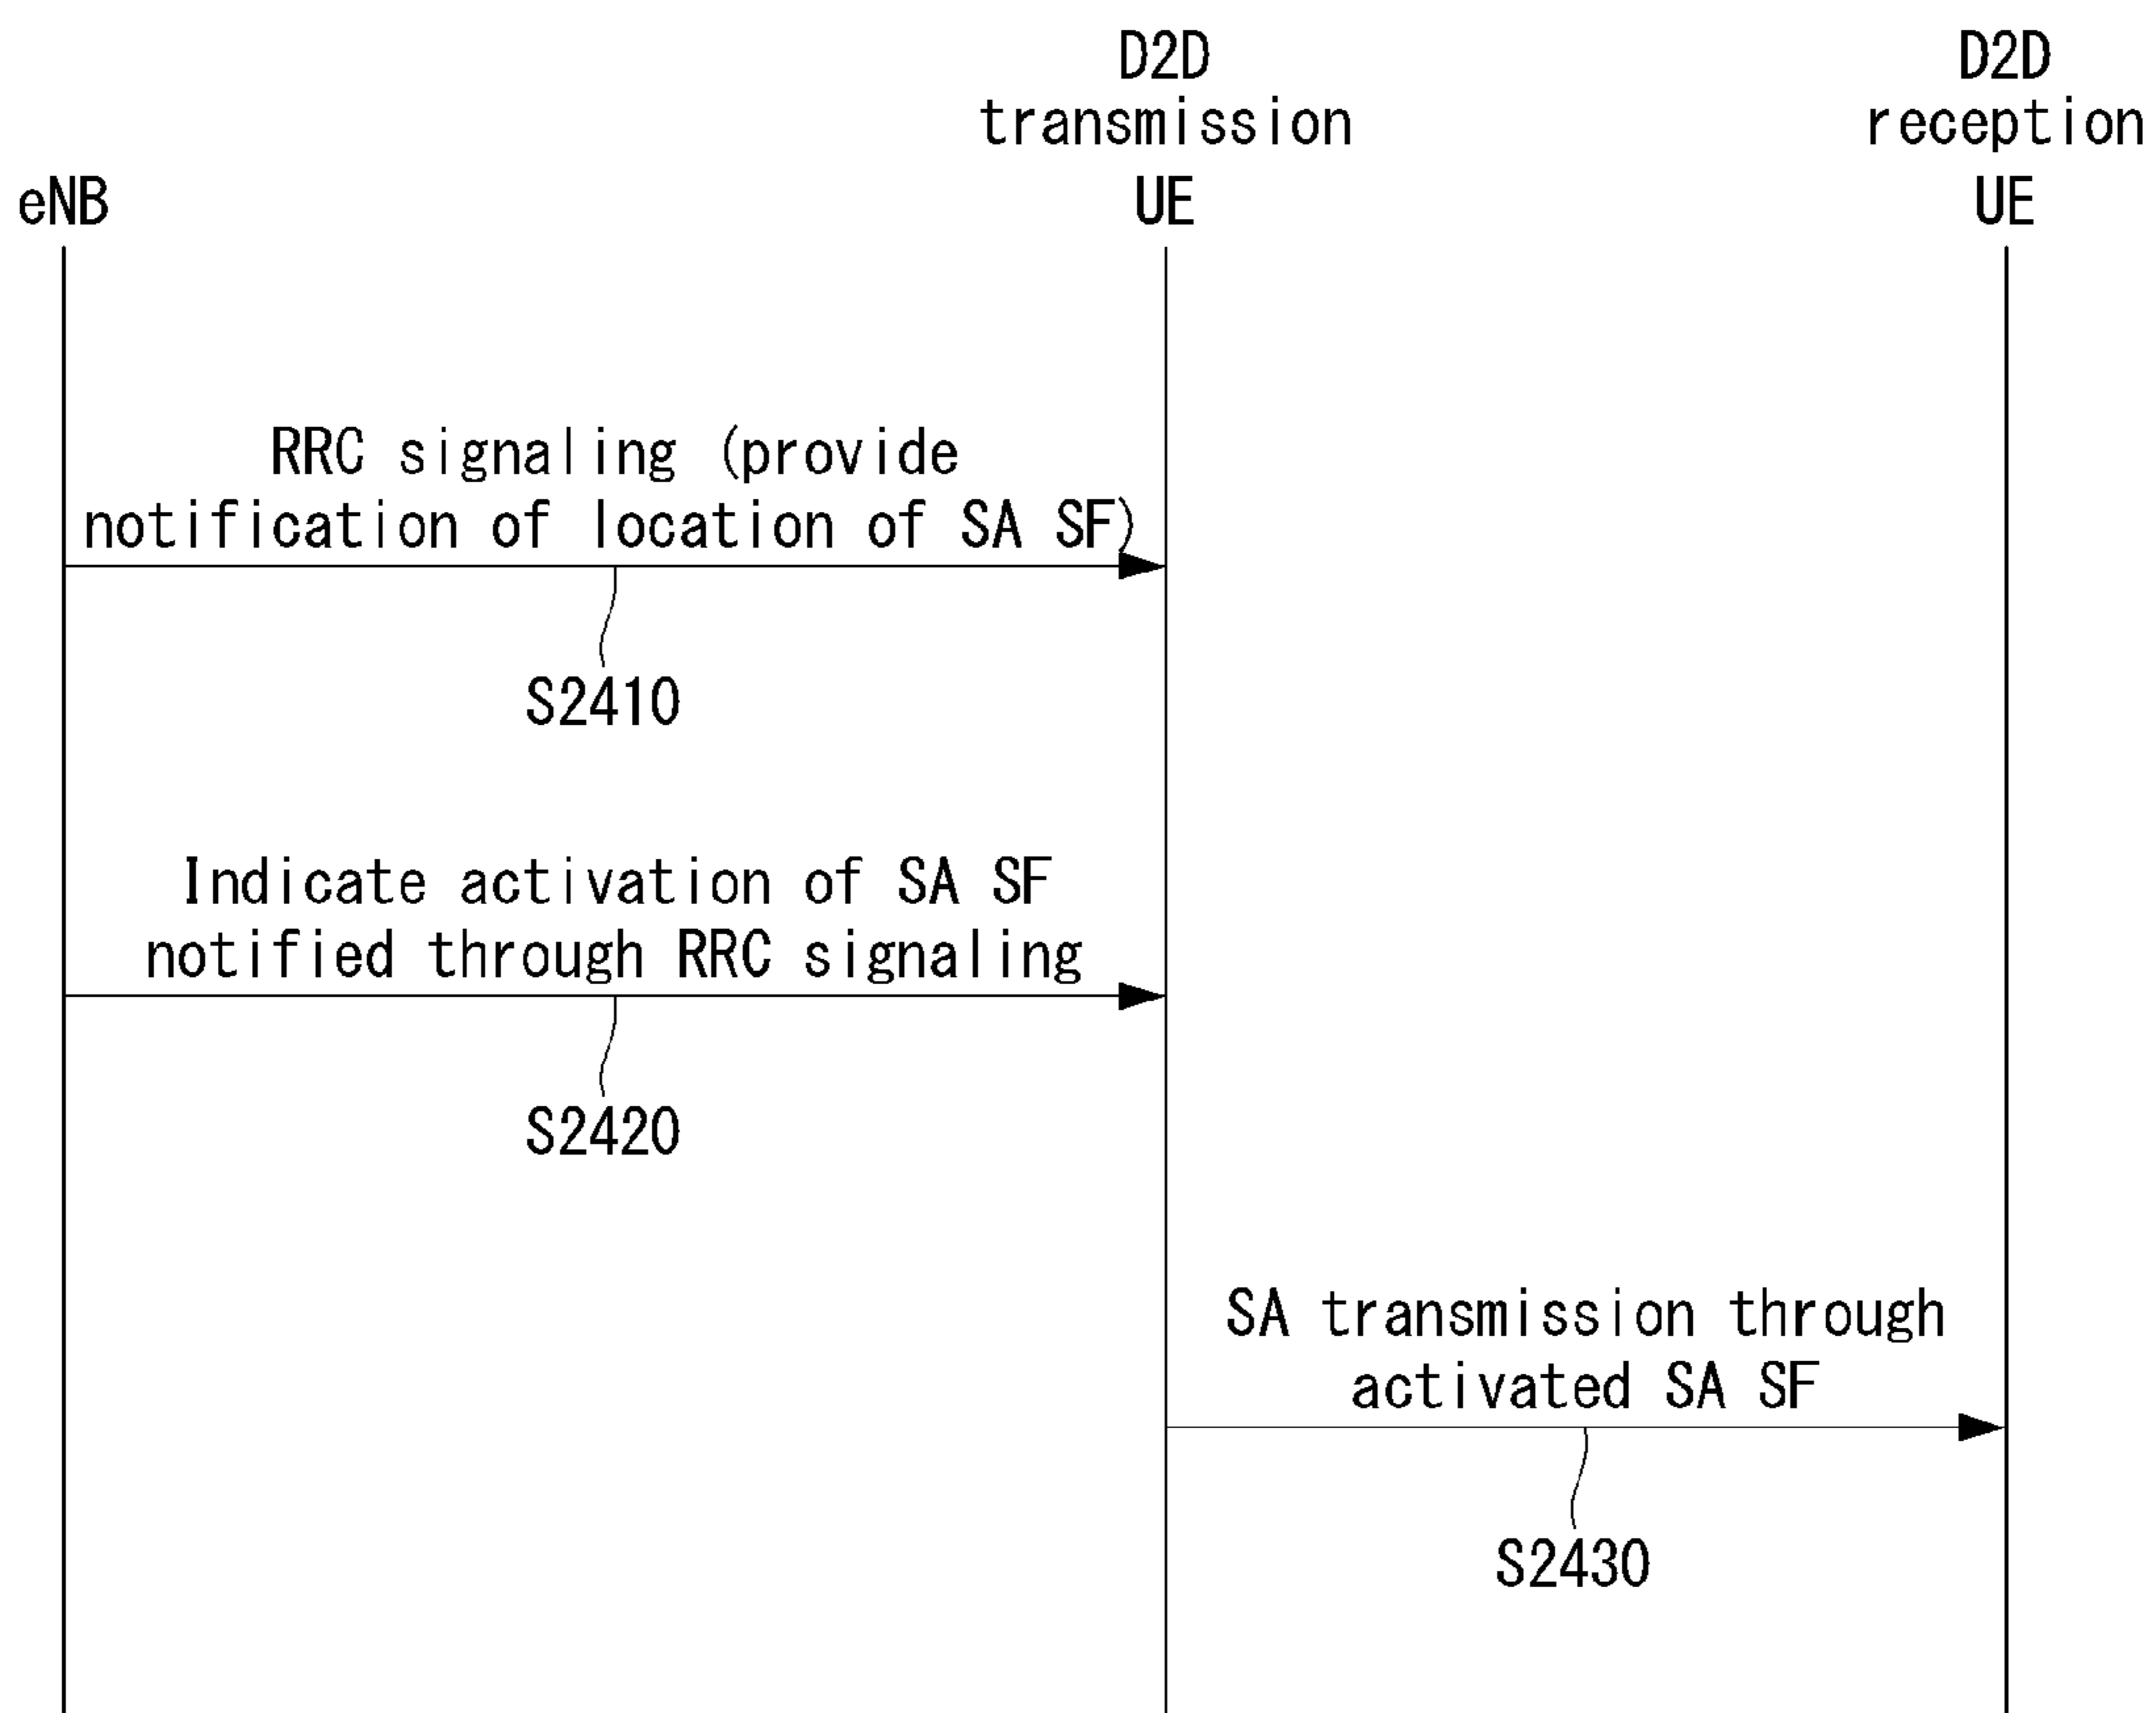 eNB
D2D
transmission
UE
D2D
reception
UE
RRC signaling (provide
notification of location of SA SF)
S2410
Indicate activation of SA SF
notified through RRC signaling
S2420
SA transmission through
activated SA SF
S2430